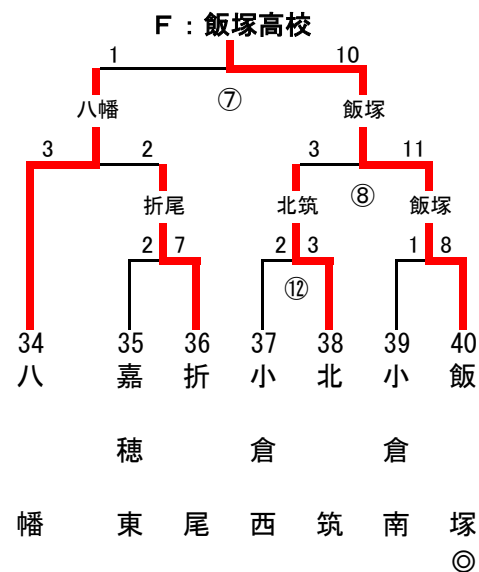 F：飯塚高校
1 10
⑦
八幡 飯塚
3 2 3 11
⑧
折尾 北筑 飯塚
2 7 2 3 1 8
⑫
34 35 36 37 38 39 40
八幡
嘉穂東
折尾
小倉西
北筑
小倉南
飯塚◎